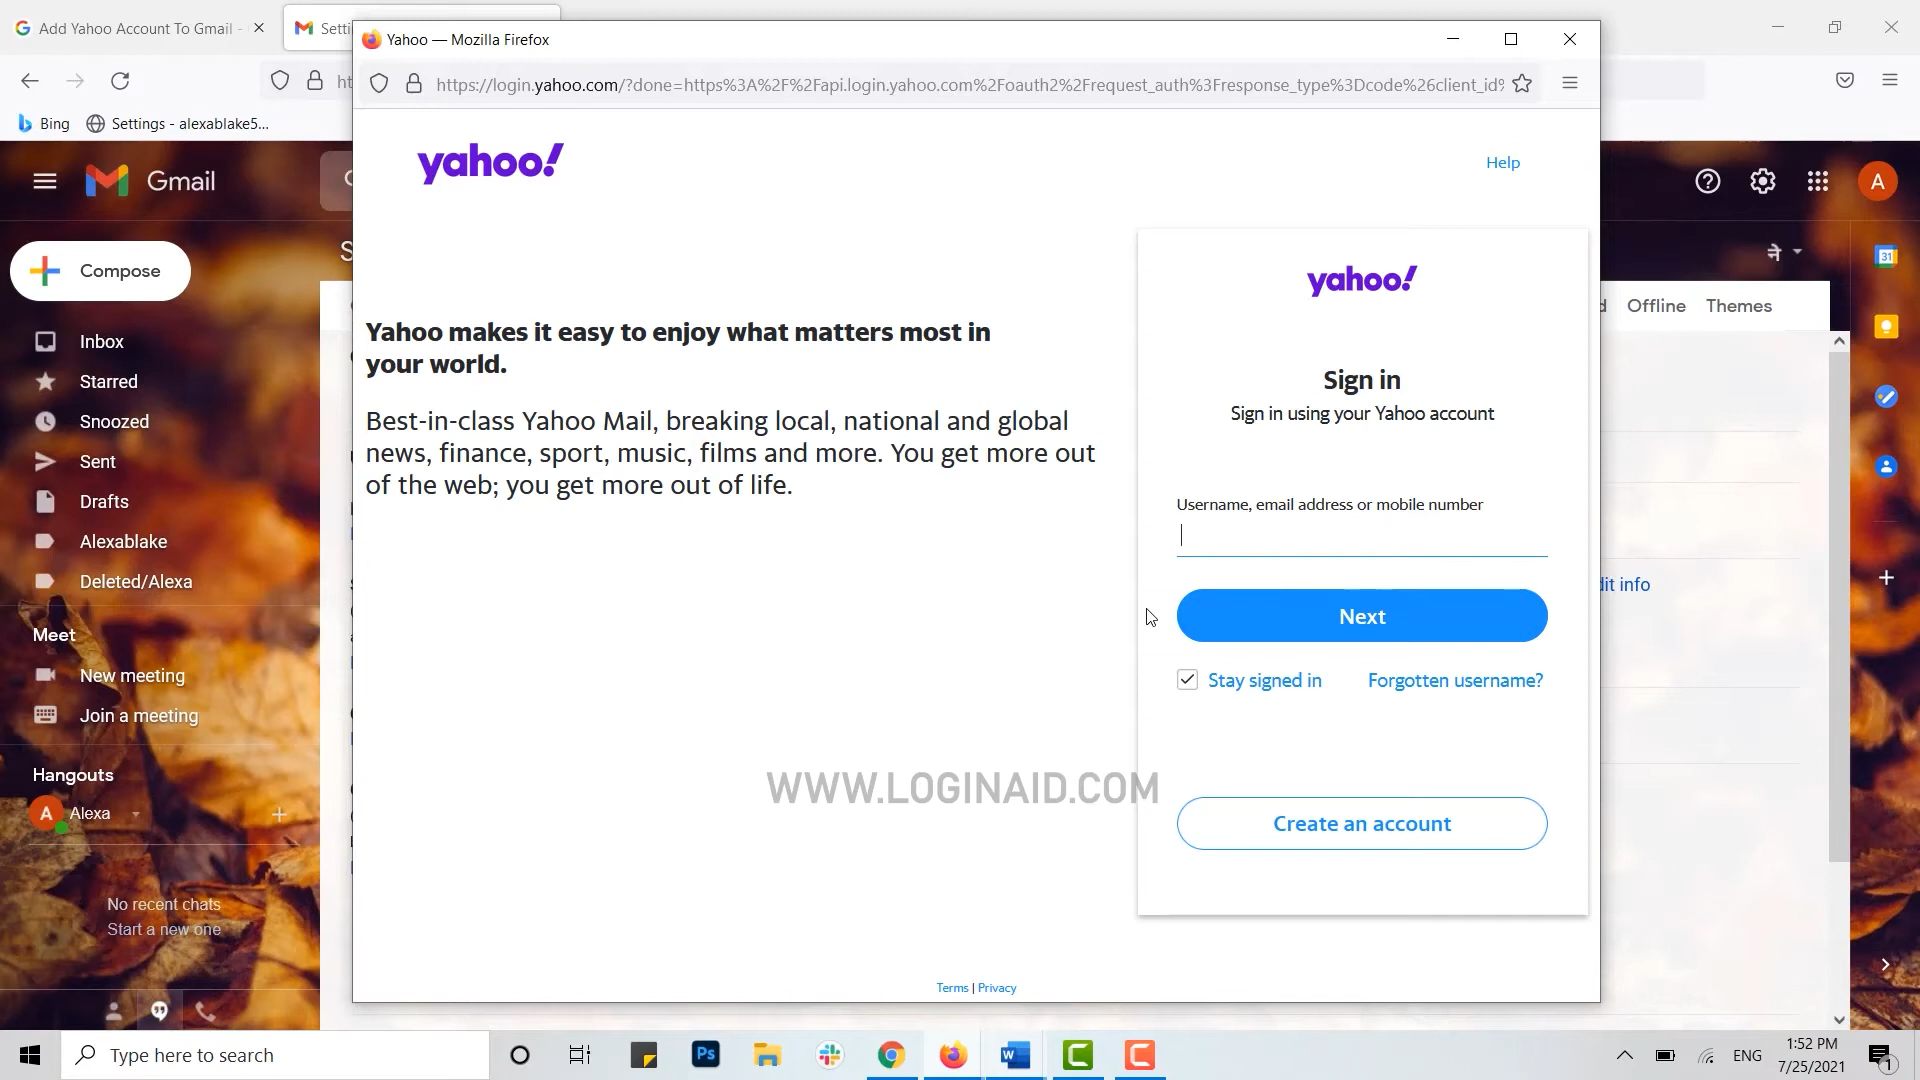 Add Yahoo Account To Gmail -
Setti
Yahoo — Mozilla Firefox
https://login.yahoo.com/?done=https%3A%2F%2Fapi.login.yahoo.com%2Foauth2%2Frequest_auth%3Fresponse_type%3Dcode%26client_id%
ht
Bing
Settings - alexablake5...
yahoo!
Help
Gmail
S
ने
Compose
Offline
Themes
Inbox
Starred
Snoozed
Sent
Drafts
Alexablake
Deleted/Alexa
Meet
New meeting
Join a meeting
Hangouts
A
Alexa
No recent chats
Start a new one
Yahoo makes it easy to enjoy what matters most in
your world.
Best-in-class Yahoo Mail, breaking local, national and global
news, finance, sport, music, films and more. You get more out
of the web; you get more out of life.
yahoo!
Sign in
Sign in using your Yahoo account
Username, email address or mobile number
Next
Stay signed in
Forgotten username?
Create an account
WWW.LOGINAID.COM
Terms | Privacy
A
31
dit info
Type here to search
Ps
W
C
C
ENG
1:52 PM
7/25/2021
1